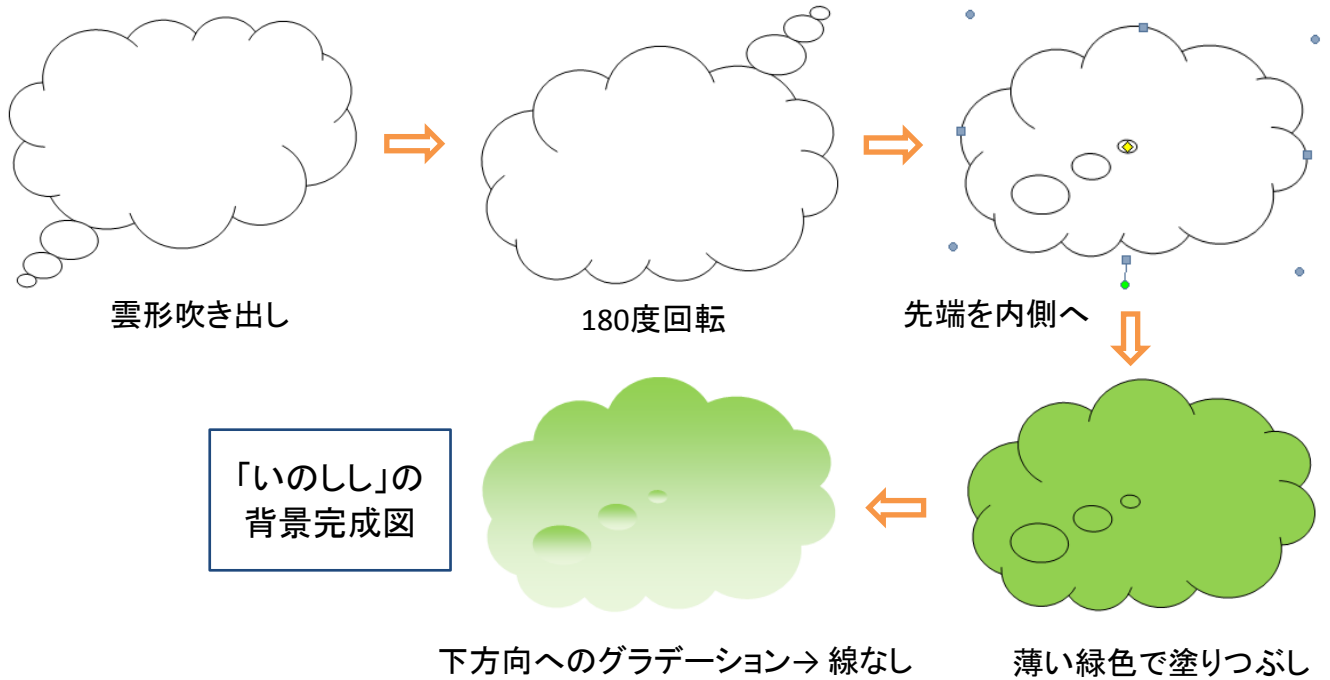 雲形吹き出し
180度回転
先端を内側へ
「いのしし」の
背景完成図
下方向へのグラデーション→ 線なし
薄い緑色で塗りつぶし